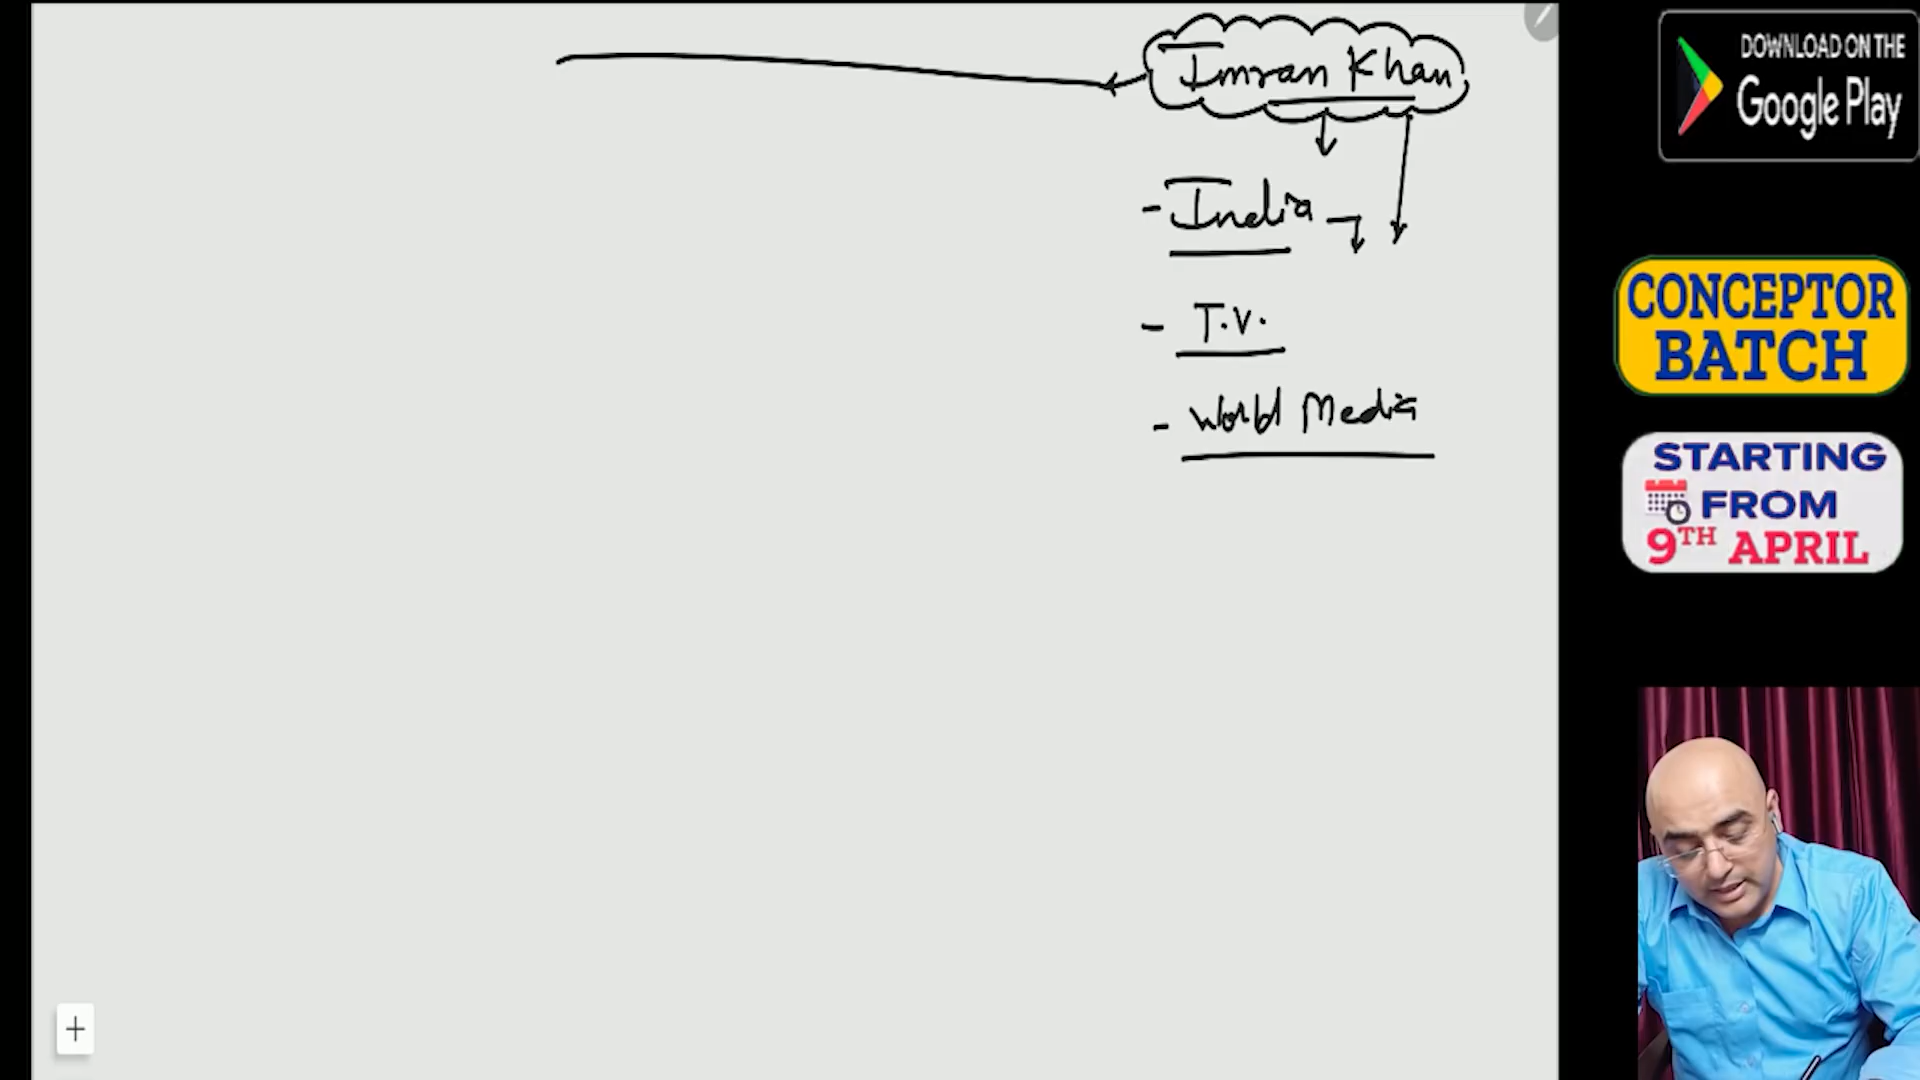 Imran Khan
- India
- T.V.
- World Media
DOWNLOAD ON THE
Google Play
CONCEPTOR
BATCH
STARTING
FROM
9TH APRIL
+